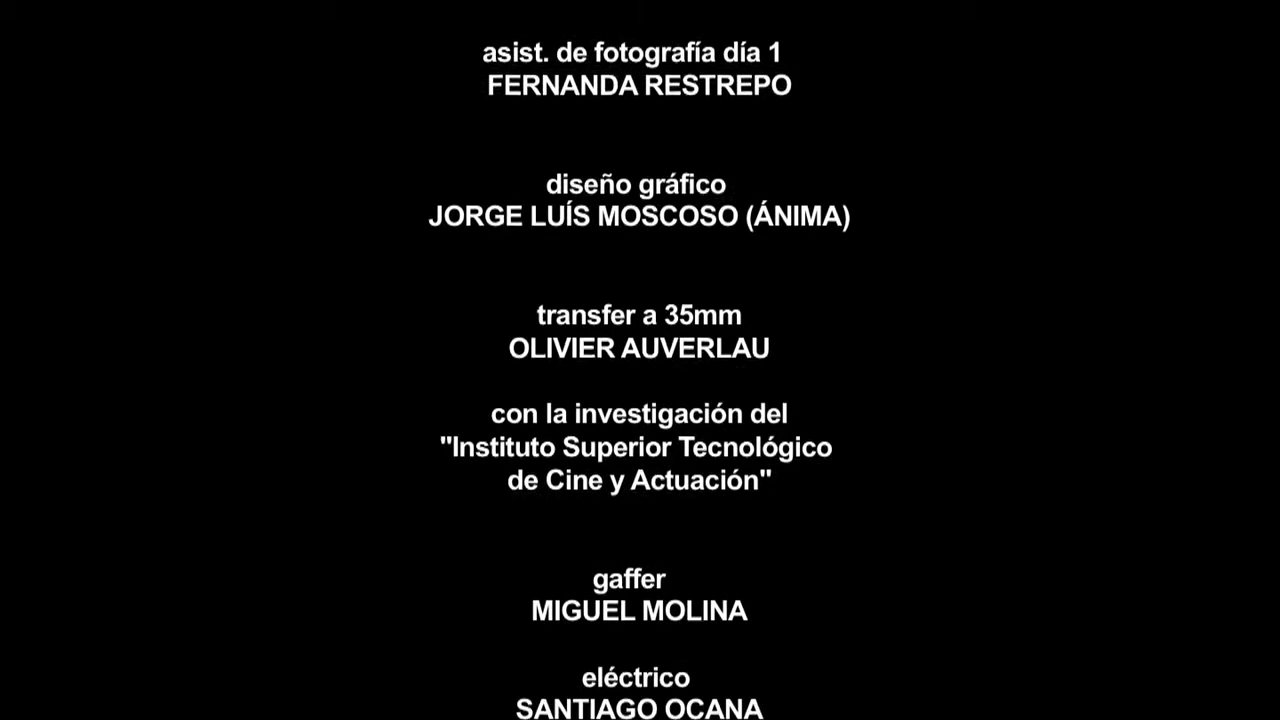 asist. de fotografía día 1
FERNANDA RESTREPO
diseño gráfico
JORGE LUÍS MOSCOSO (ÁNIMA)
transfer a 35mm
OLIVIER AUVERLAU
con la investigación del
"Instituto Superior Tecnológico
de Cine y Actuación"
gaffer
MIGUEL MOLINA
eléctrico
SANTIAGO OCANA